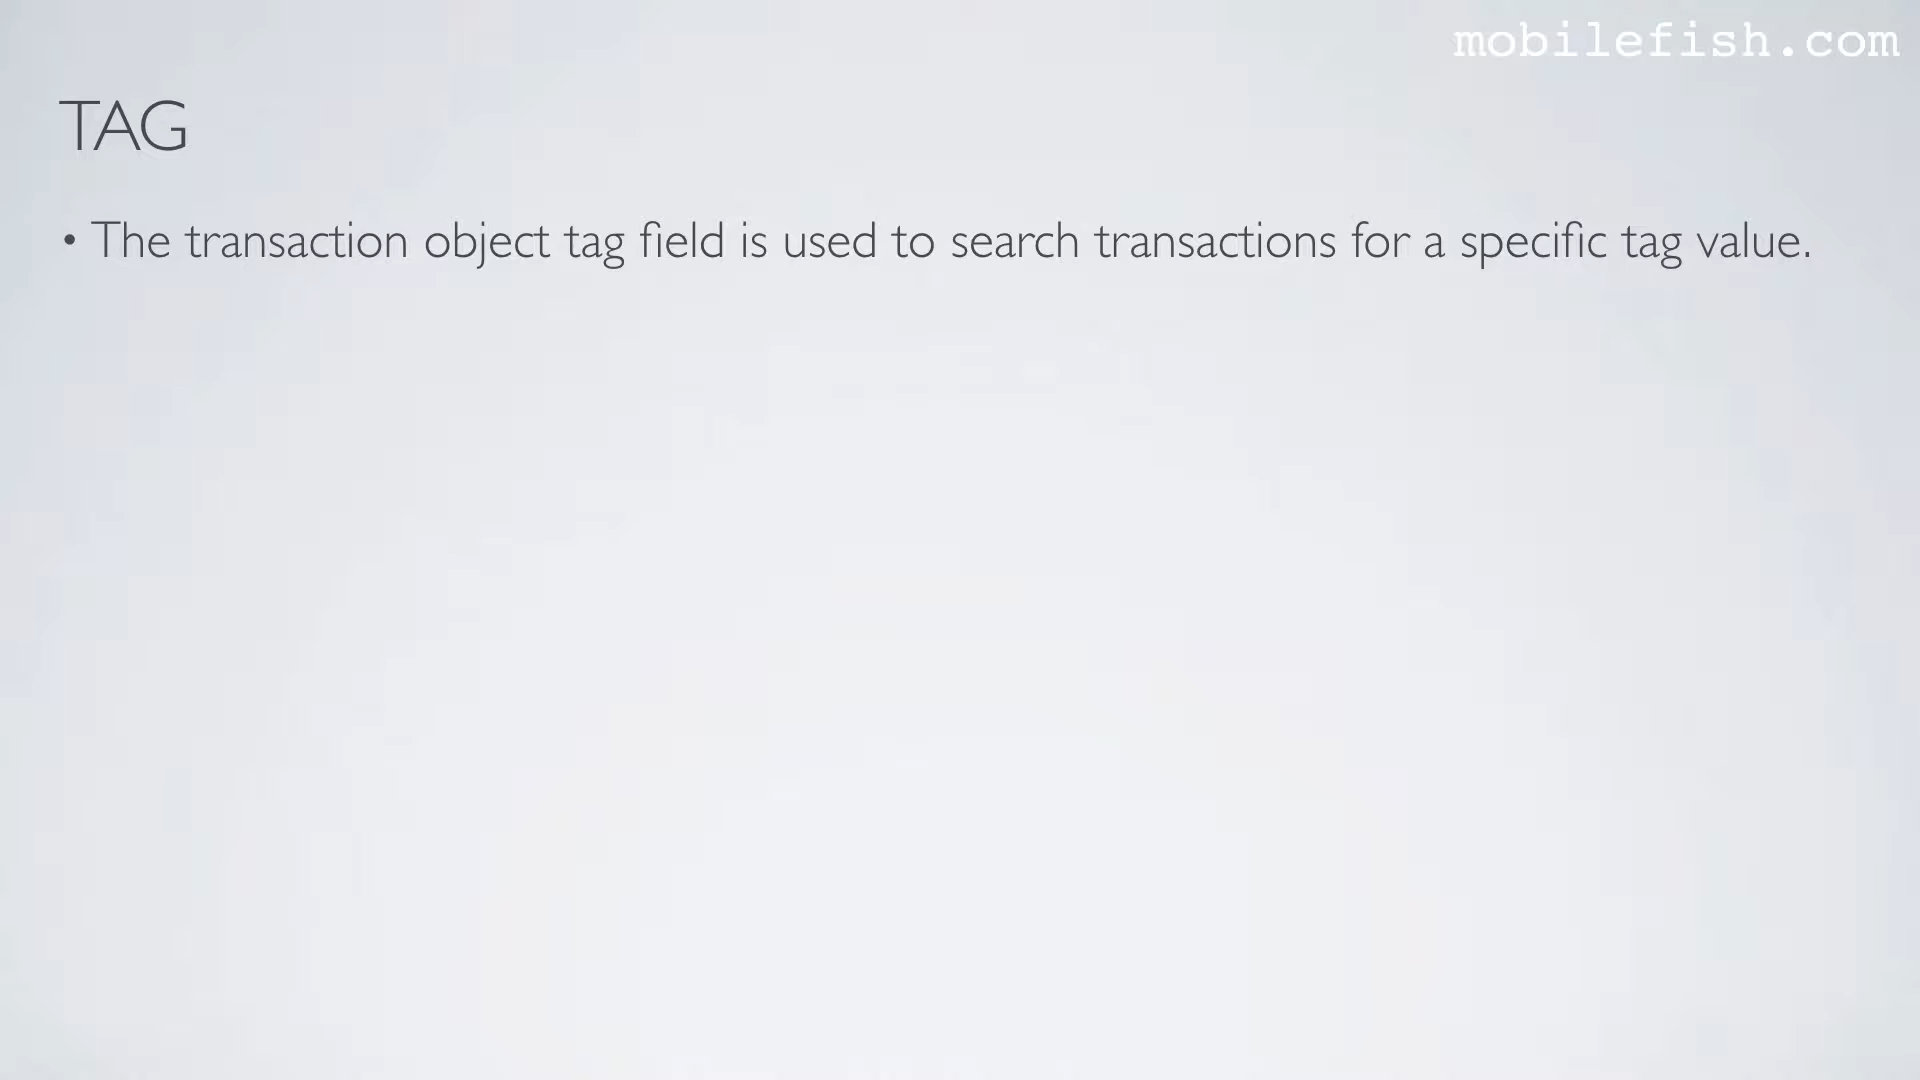 mobilefish.com
TAG
• The transaction object tag field is used to search transactions for a specific tag value.